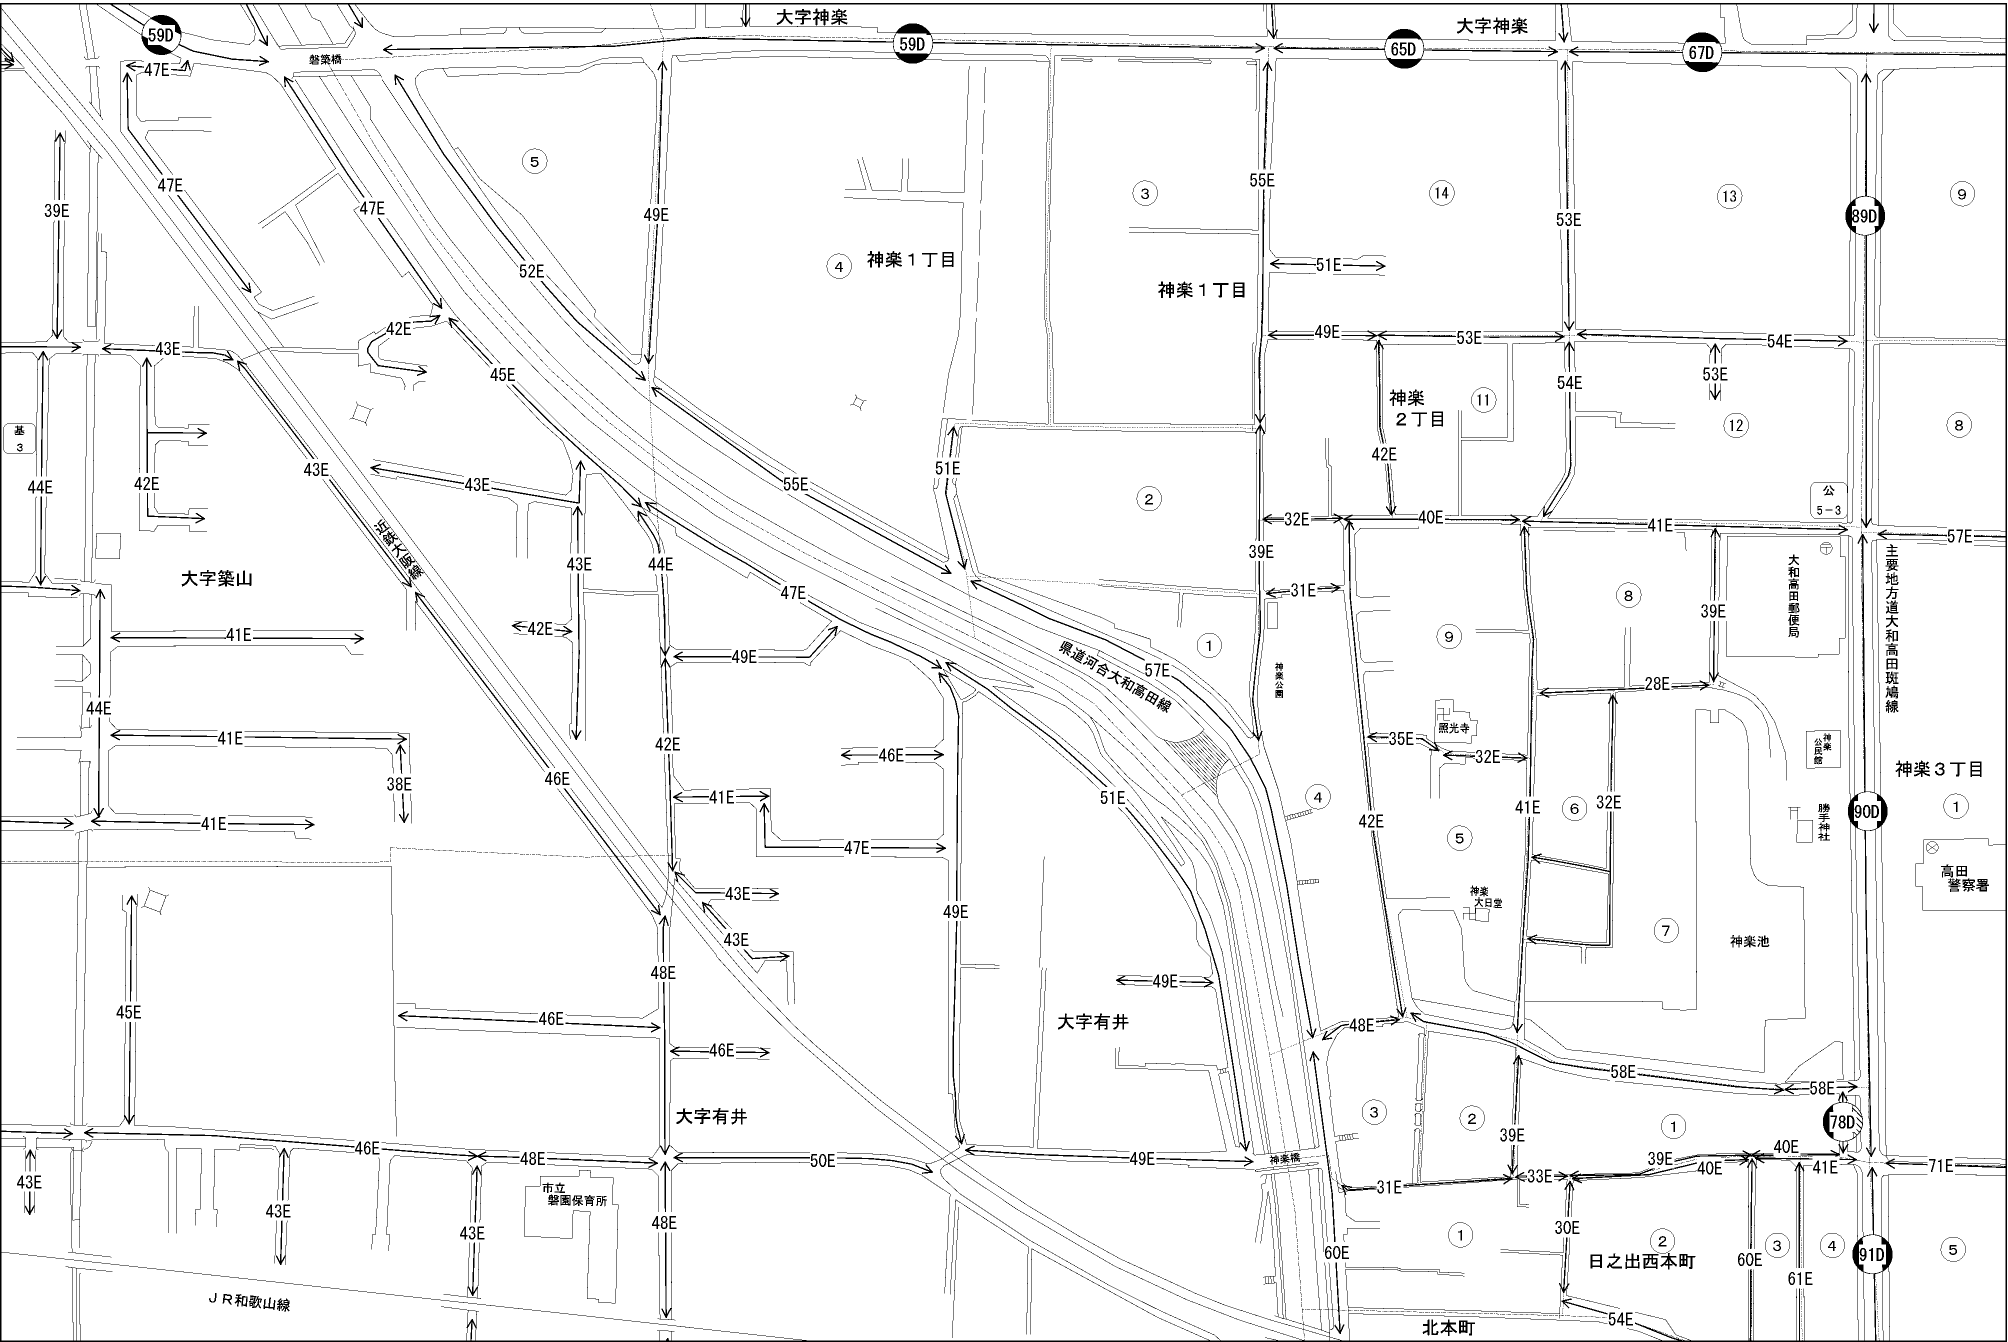 大字神楽
大字神楽
59D
59D
65D
67D
磐築橋
47E
⑤
47E
39E
47E
49E
55E
③
⑭
53E
⑬
89D
⑨
52E
④
神楽1丁目
51E
神楽1丁目
42E
43E
45E
49E
53E
54E
53E
54E
神楽
2丁目
⑪
⑫
⑧
基
3
44E
42E
43E
43E
51E
55E
②
42E
公
5-3
32E
40E
41E
57E
近鉄大阪線
大字築山
43E
44E
47E
39E
31E
主要地方道大和高田斑鳩線
大和高田郵便局
⑧
39E
41E
42E
49E
①
⑨
県道河合大和高田線
57E
神楽公園
28E
44E
41E
42E
46E
照光寺
35E
32E
神楽
公民館
神楽3丁目
38E
46E
41E
51E
④
41E
⑥
32E
①
41E
42E
90D
勝手神社
47E
⑤
高田
警察署
43E
神楽
大日堂
49E
43E
⑦
神楽池
48E
49E
45E
46E
大字有井
48E
46E
58E
58E
大字有井
③
②
①
78D
39E
46E
48E
50E
49E
神楽橋
39E
40E
40E
41E
71E
43E
市立
磐園保育所
31E
33E
43E
43E
48E
60E
①
30E
②
日之出西本町
③
60E
④
61E
91D
⑤
JR和歌山線
54E
北本町